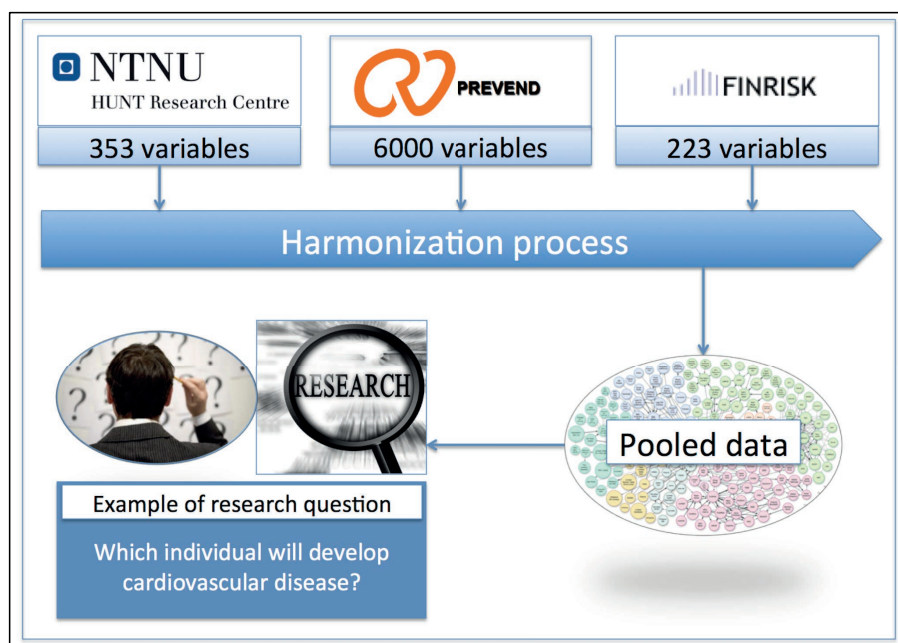 NTNU
HUNT Research Centre
PREVEND
FINRISK
353 variables
6000 variables
223 variables
Harmonization process
RESEARCH
Pooled data
Example of research question
Which individual will develop
cardiovascular disease?